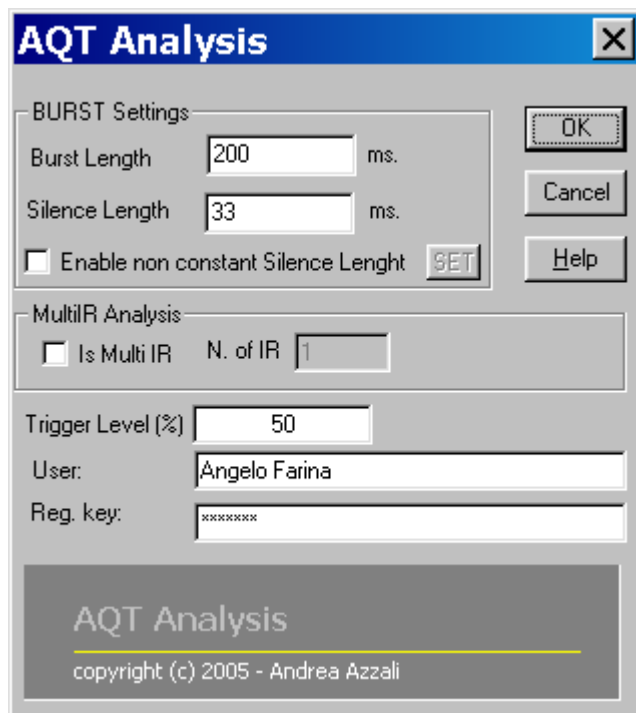 AQT Analysis
BURST Settings
Burst Length 200 ms.
Silence Length 33 ms.
Enable non constant Silence Lenght SET
OK
Cancel
Help
MultiIR Analysis
Is Multi IR N. of IR 1
Trigger Level (%) 50
User: Angelo Farina
Reg. key: *******
AQT Analysis
copyright (c) 2005 - Andrea Azzali